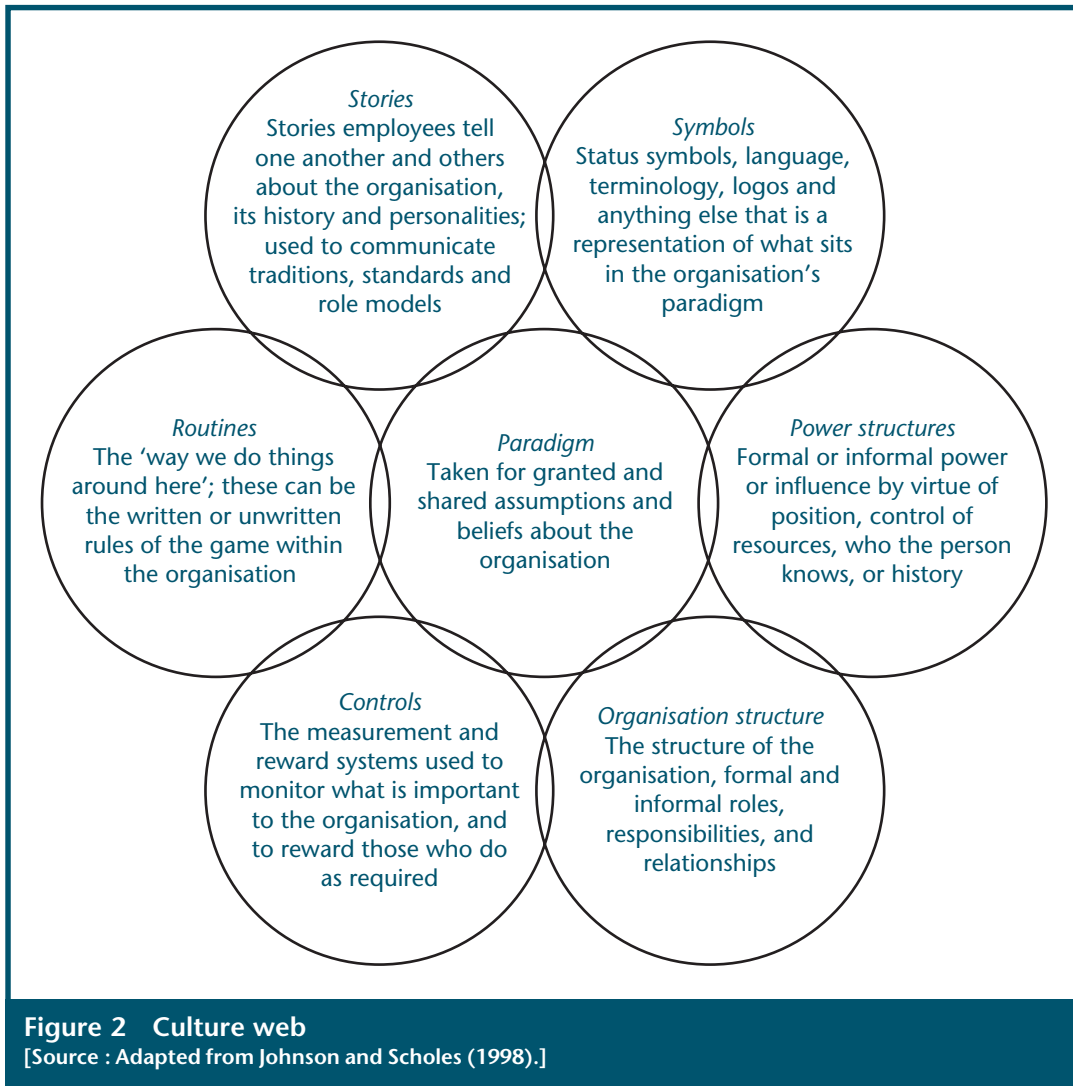 Stories
Stories employees tell
one another and others
about the organisation,
its history and personalities;
used to communicate
traditions, standards and
role models
Symbols
Status symbols, language,
terminology, logos and
anything else that is a
representation of what sits
in the organisation's
paradigm
Routines
The ‘way we do things
around here’; these can be
the written or unwritten
rules of the game within
the organisation
Paradigm
Taken for granted and
shared assumptions and
beliefs about the
organisation
Power structures
Formal or informal power
or influence by virtue of
position, control of
resources, who the person
knows, or history
Controls
The measurement and
reward systems used to
monitor what is important
to the organisation, and
to reward those who do
as required
Organisation structure
The structure of the
organisation, formal and
informal roles,
responsibilities, and
relationships
Figure 2 Culture web
[Source : Adapted from Johnson and Scholes (1998).]